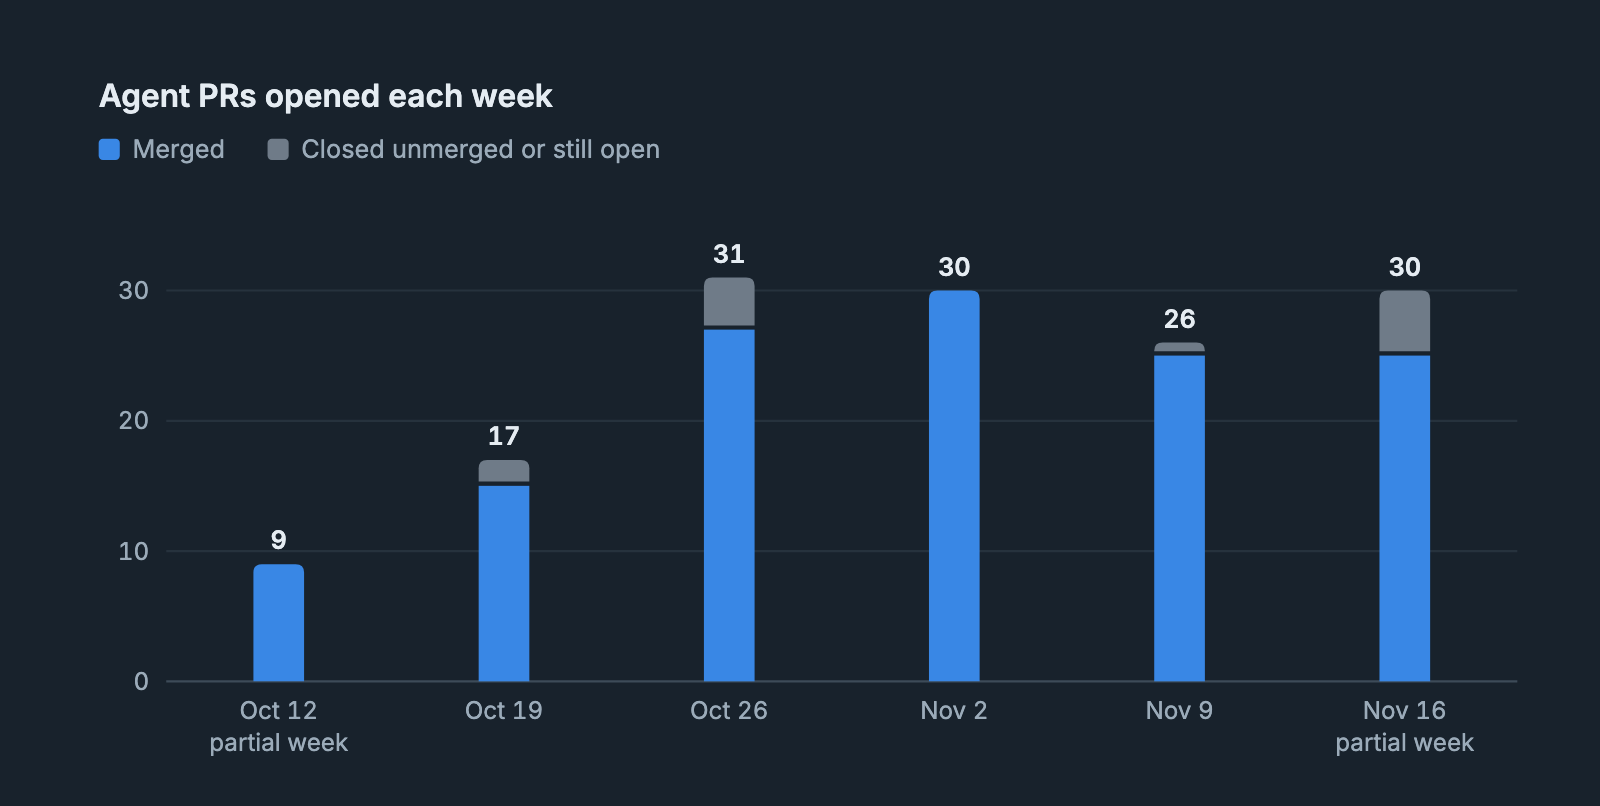 Agent PRs opened each week
Merged
Closed unmerged or still open
31
30
30
30
26
20
17
9
10
0
Oct 12
partial week
Oct 19
Oct 26
Nov 2
Nov 9
Nov 16
partial week